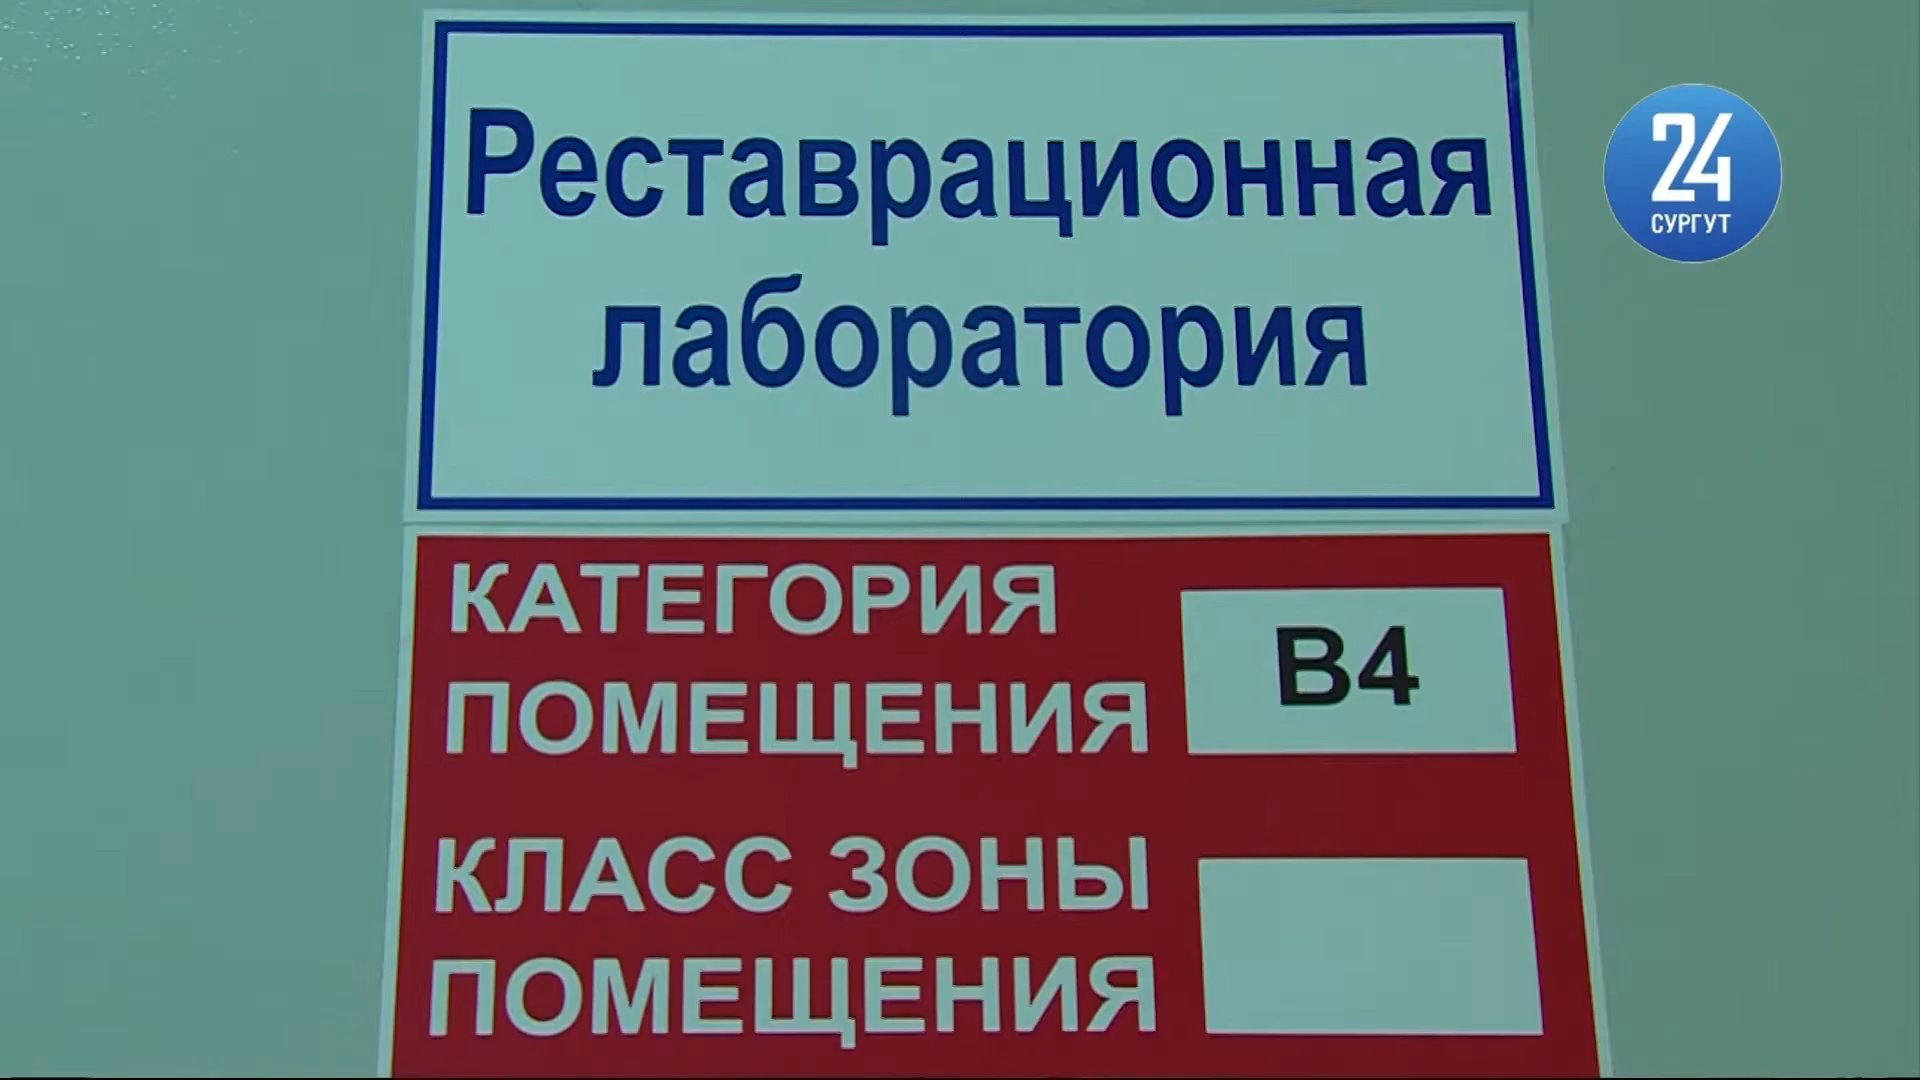 Реставрационная
лаборатория
24
СУРГУТ
КАТЕГОРИЯ
ПОМЕЩЕНИЯ
В4
КЛАСС ЗОНЫ
ПОМЕЩЕНИЯ